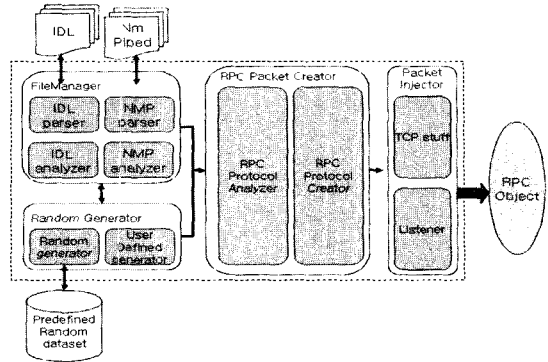 IDL
Nm
Piped
FileManager
IDL
parser
NMP
parser
IDL
analyzer
NMP
analyzer
Random Generator
Random
generator
User
Defined
generator
Predefined
Random
dataset
RPC Packet Creator
RPC
Protocol
Analyzer
RPC
Protocol
Creator
Packet
Injector
TCP stuff
Listener
RPC
Object